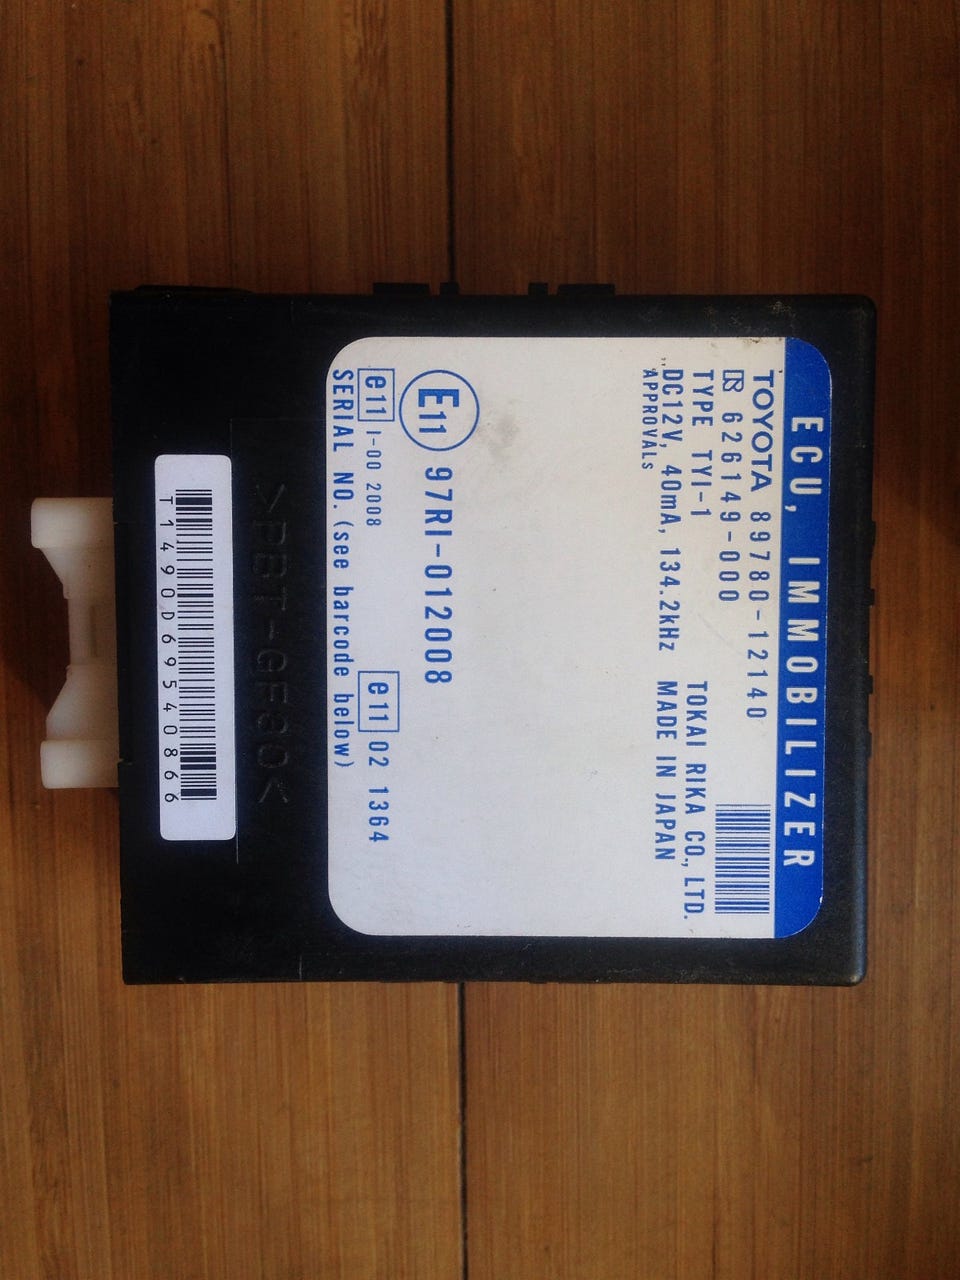 ECU, IMMOBILIZER
TOYOTA 89780-12140
626149-000
TYPE TYI-1 TOKAI RIKA CO., LTD.
DC12V, 40mA, 134.2kHz MADE IN JAPAN
APPROVALS
E11 97RI-012008
e11 1-00 2008 e11 02 1364
SERIAL NO. (see barcode below)
>PBT-GF30<
T1490D69540866